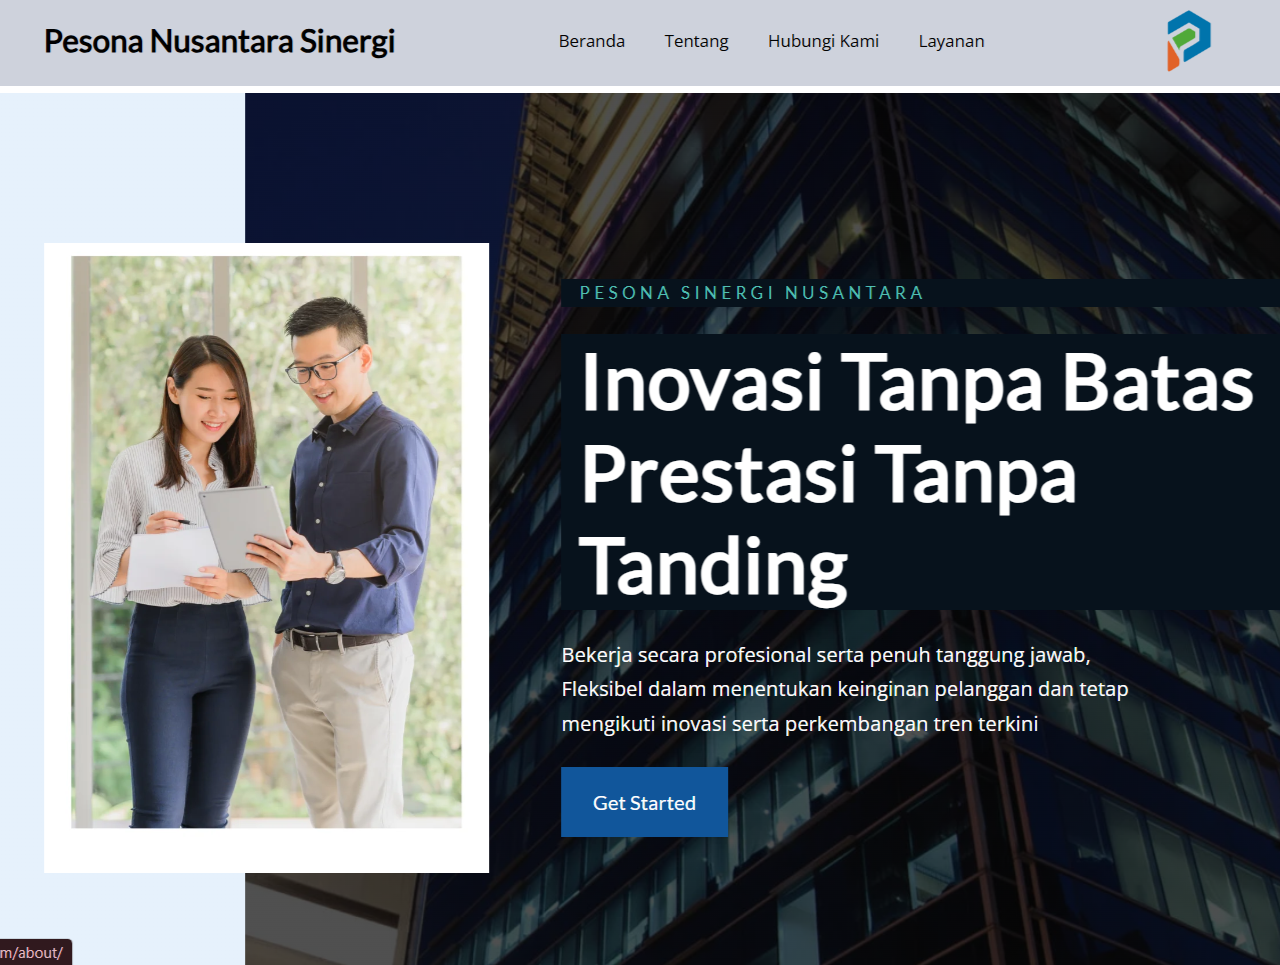 Pesona Nusantara Sinergi
Beranda Tentang Hubungi Kami Layanan
PESONA SINERGI NUSANTARA
Inovasi Tanpa Batas
Prestasi Tanpa
Tanding
Bekerja secara profesional serta penuh tanggung jawab,
Fleksibel dalam menentukan keinginan pelanggan dan tetap
mengikuti inovasi serta perkembangan tren terkini
Get Started
m/about/